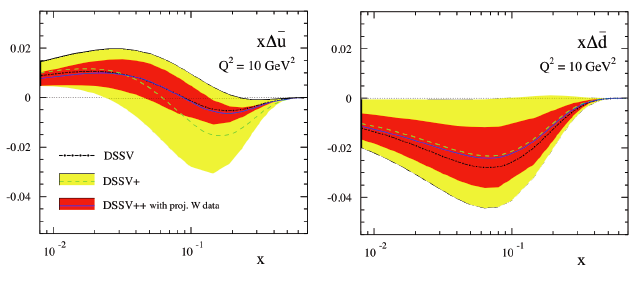 xΔū
Q² = 10 GeV²
0.02
0
-0.02
-0.04
DSSV
DSSV+
DSSV++ with proj. W data
10⁻²
10⁻¹
x
xΔd̄
Q² = 10 GeV²
0.02
0
-0.02
-0.04
10⁻²
10⁻¹
x